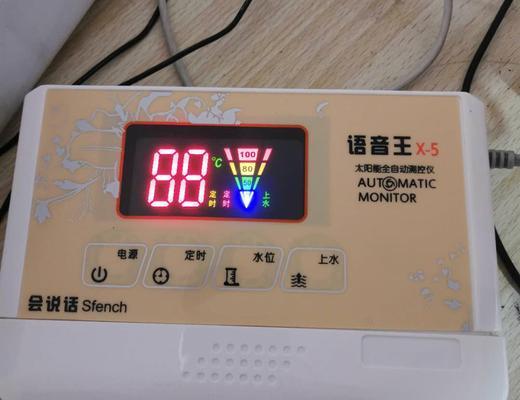 语音王 X-5
太阳能全自动测控仪
AUTOMATIC
MONITOR
88 °C
100
80
50
定时 定时 上水
电源 定时 水位 上水
会说话 Sfench